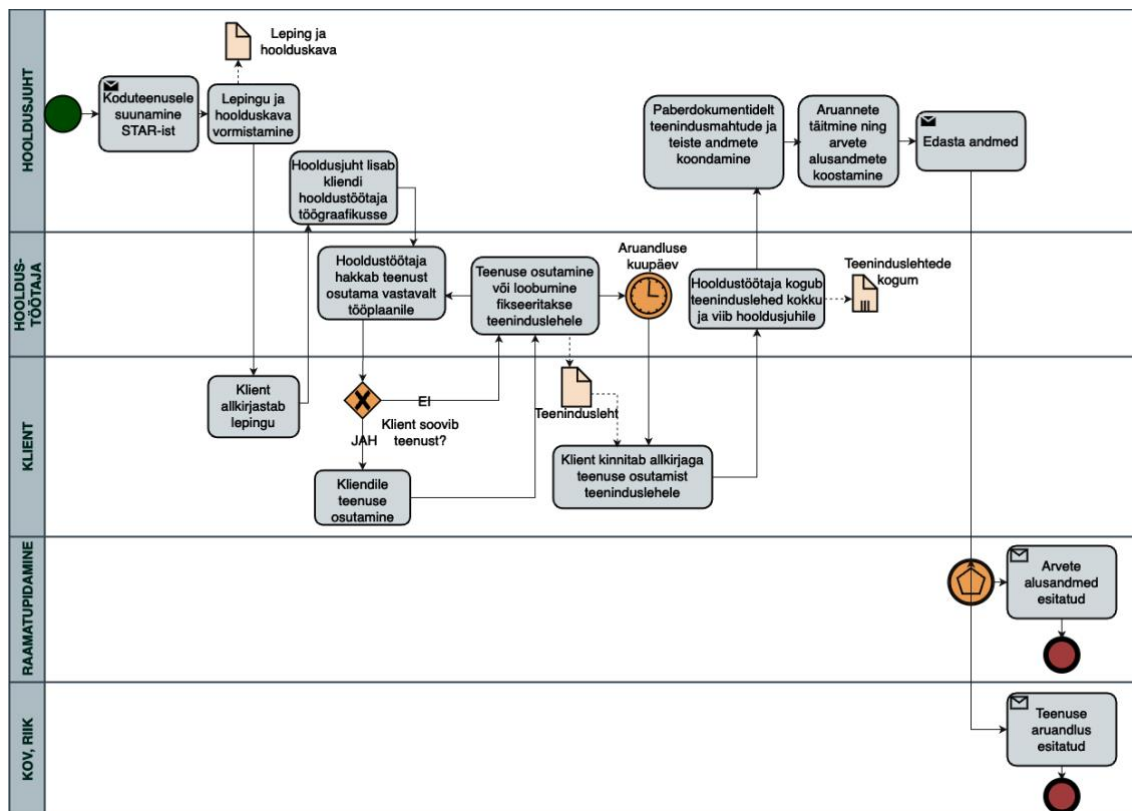 HOOLDUSJUHT
Koduteenusele
suunamine
STAR-ist
Lepingu ja
hoolduskava
vormistamine
Leping ja
hoolduskava
Hooldusjuht lisab
kliendi
hooldustöötaja
töögraafikusse
Paberdokumentidelt
teenindusmahtude ja
teiste andmete
koondamine
Aruannete
täitmine ning
arvete
alusandmete
koostamine
Edasta andmed
HOOLDUS-
TÖÖTAJA
Hooldustöötaja
hakkab teenust
osutama vastavalt
tööplaanile
Teenuse osutamine
või loobumine
fikseeritakse
teeninduslehele
Aruandluse
kuupäev
Hooldustöötaja kogub
teeninduslehed kokku
ja viib hooldusjuhile
Teeninduslehtede
kogum
KLIENT
Klient
allkirjastab
lepingu
EI
Klient soovib
teenust?
JAH
Kliendile
teenuse
osutamine
Teenindusleht
Klient kinnitab allkirjaga
teenuse osutamist
teeninduslehele
RAAMATUPIDAMINE
Arvete
alusandmed
esitatud
KOV, RIIK
Teenuse
aruandlus
esitatud